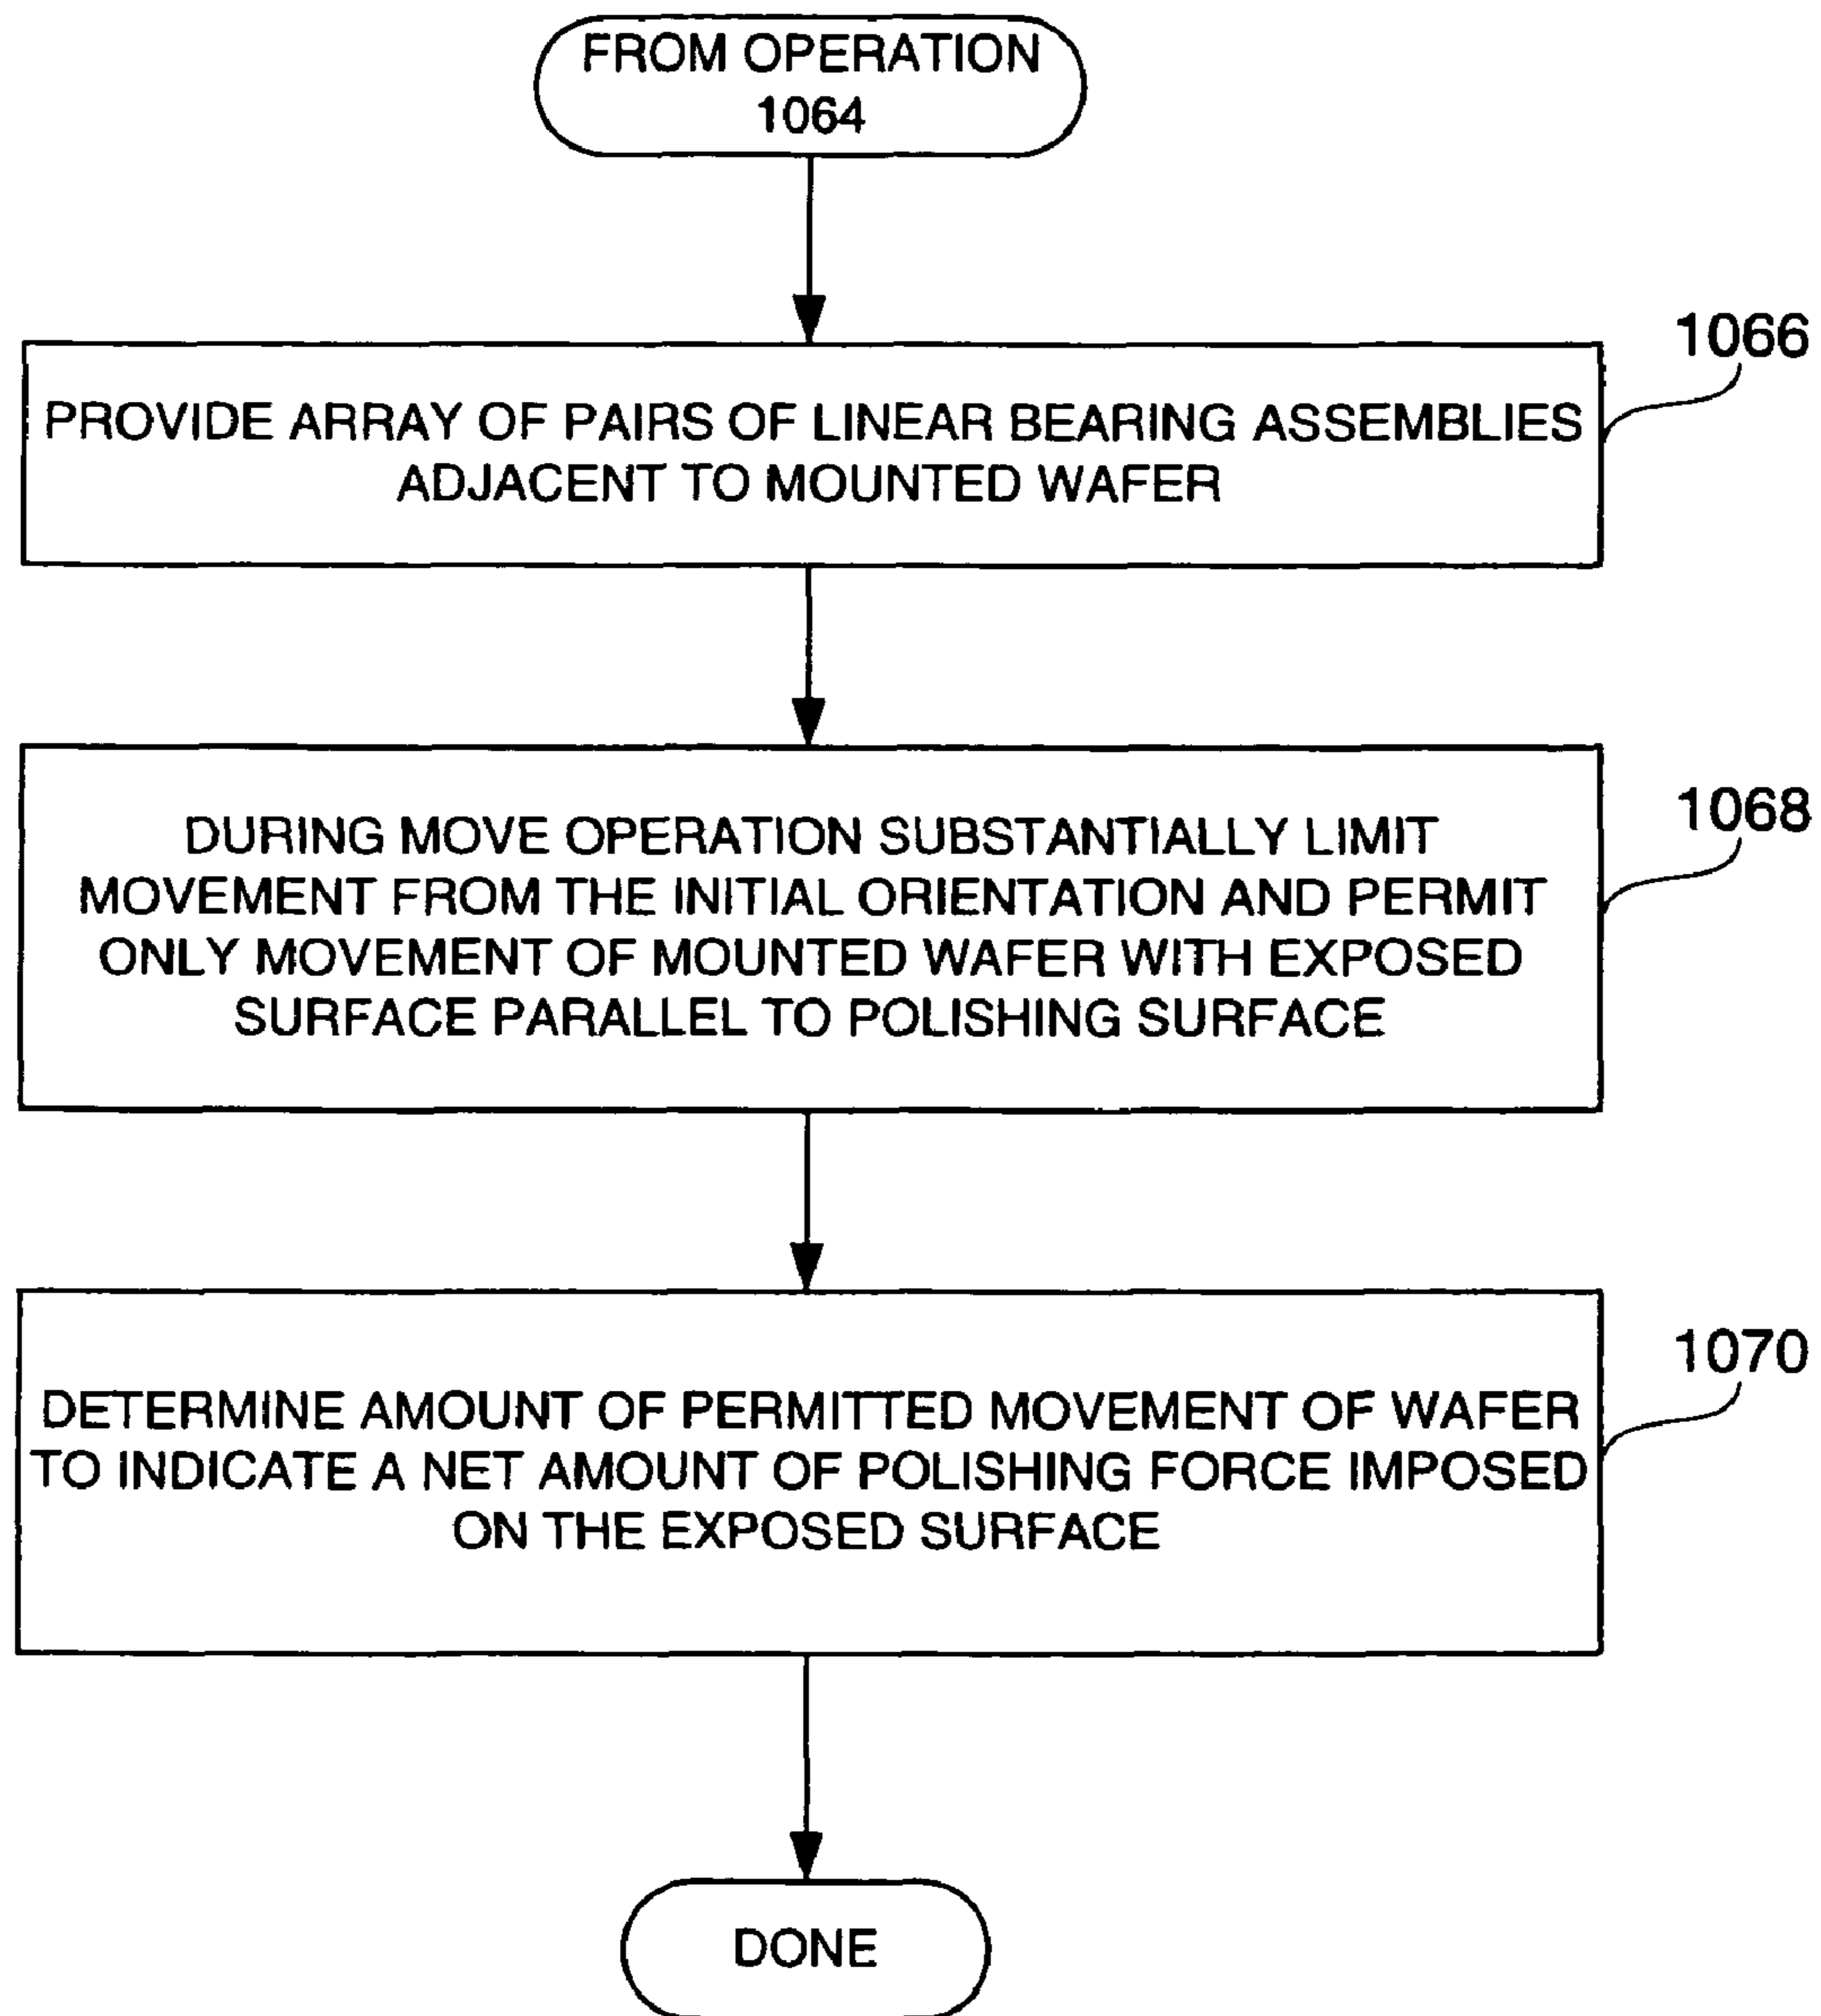 FROM OPERATION
1064
1066
PROVIDE ARRAY OF PAIRS OF LINEAR BEARING ASSEMBLIES
ADJACENT TO MOUNTED WAFER
1068
DURING MOVE OPERATION SUBSTANTIALLY LIMIT
MOVEMENT FROM THE INITIAL ORIENTATION AND PERMIT
ONLY MOVEMENT OF MOUNTED WAFER WITH EXPOSED
SURFACE PARALLEL TO POLISHING SURFACE
1070
DETERMINE AMOUNT OF PERMITTED MOVEMENT OF WAFER
TO INDICATE A NET AMOUNT OF POLISHING FORCE IMPOSED
ON THE EXPOSED SURFACE
DONE